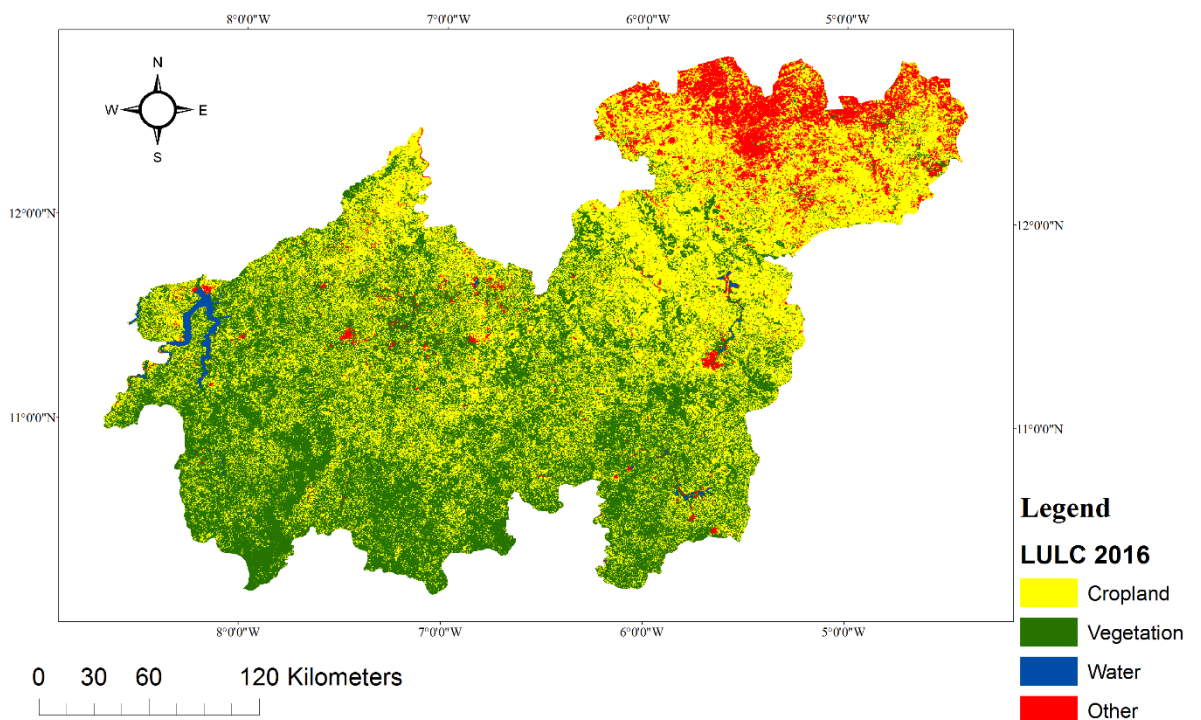 8°0'0"W 7°0'0"W 6°0'0"W 5°0'0"W
N
W E
S
12°0'0"N 12°0'0"N
11°0'0"N 11°0'0"N
8°0'0"W 7°0'0"W 6°0'0"W 5°0'0"W
Legend
LULC 2016
Cropland
Vegetation
Water
Other
0 30 60 120 Kilometers